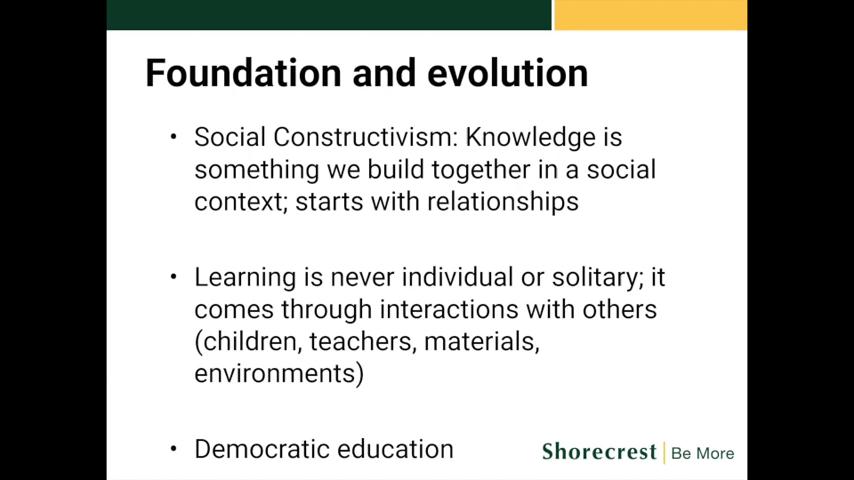 Foundation and evolution
• Social Constructivism: Knowledge is
something we build together in a social
context; starts with relationships
• Learning is never individual or solitary; it
comes through interactions with others
(children, teachers, materials,
environments)
• Democratic education
Shorecrest | Be More